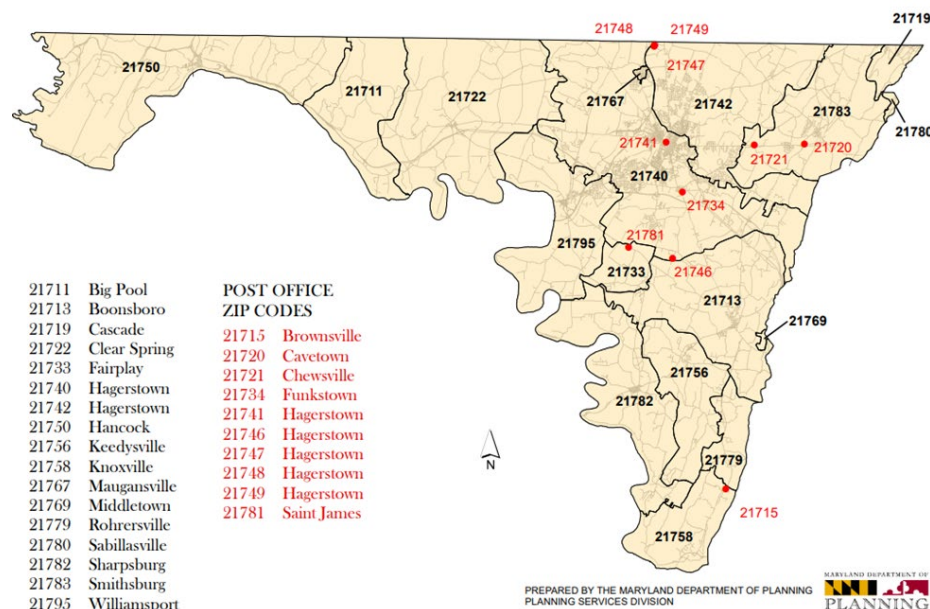 21748
21749
21719
21750
21711
21722
21747
21767
21742
21783
21780
21741
21721
21720
21740
21734
21795
21781
21733
21746
21713
21769
21756
21782
21779
21715
21758
N
21711 Big Pool
21713 Boonsboro
21719 Cascade
21722 Clear Spring
21733 Fairplay
21740 Hagerstown
21742 Hagerstown
21750 Hancock
21756 Keedysville
21758 Knoxville
21767 Maugansville
21769 Middletown
21779 Rohrersville
21780 Sabillasville
21782 Sharpsburg
21783 Smithsburg
21795 Williamsport
POST OFFICE
ZIP CODES
21715 Brownsville
21720 Cavetown
21721 Chewsville
21734 Funkstown
21741 Hagerstown
21746 Hagerstown
21747 Hagerstown
21748 Hagerstown
21749 Hagerstown
21781 Saint James
PREPARED BY THE MARYLAND DEPARTMENT OF PLANNING
PLANNING SERVICES DIVISION
MARYLAND DEPARTMENT OF
PLANNING